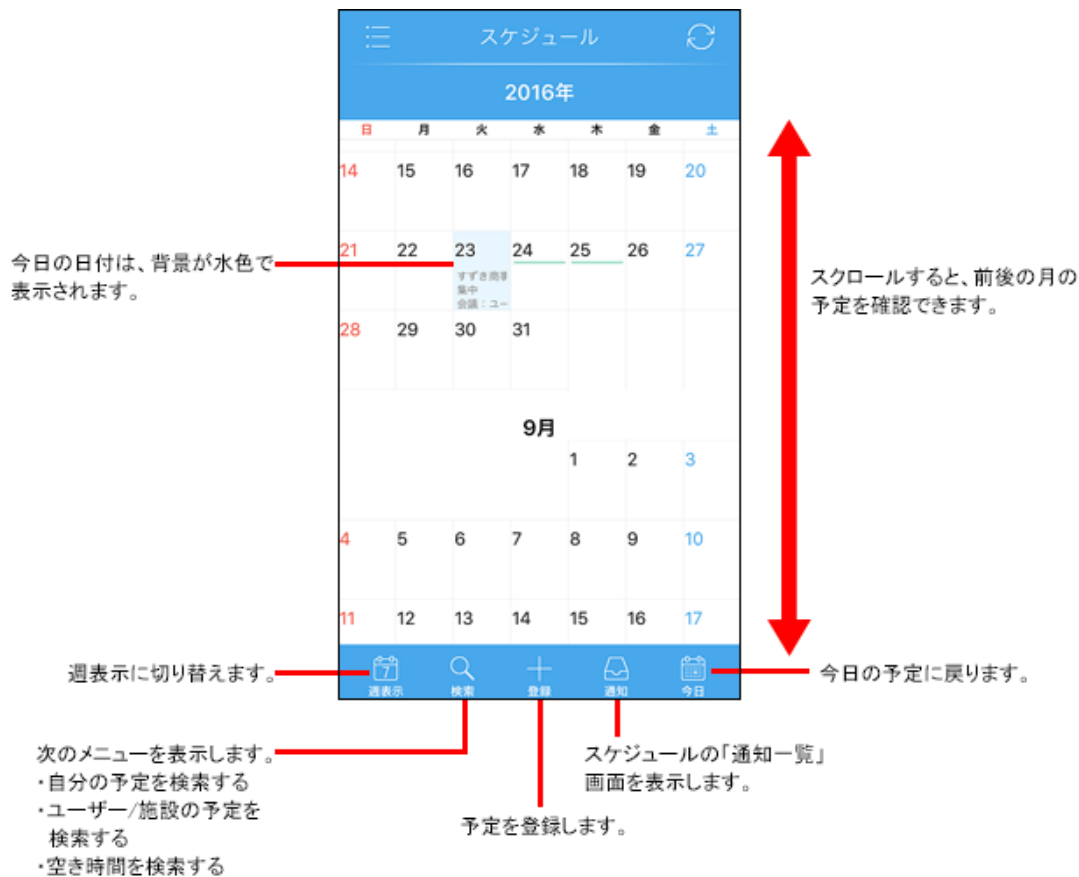 スケジュール
2016年
日 月 火 水 木 金 土
14 15 16 17 18 19 20
21 22 23 24 25 26 27
すずき商事
集中
会議：ユー
28 29 30 31
9月
1 2 3
4 5 6 7 8 9 10
11 12 13 14 15 16 17
7
週表示 検索 登録 通知 今日
今日の日付は、背景が水色で
表示されます。
スクロールすると、前後の月の
予定を確認できます。
週表示に切り替えます。
今日の予定に戻ります。
次のメニューを表示します。
・自分の予定を検索する
・ユーザー/施設の予定を
検索する
・空き時間を検索する
スケジュールの「通知一覧」
画面を表示します。
予定を登録します。